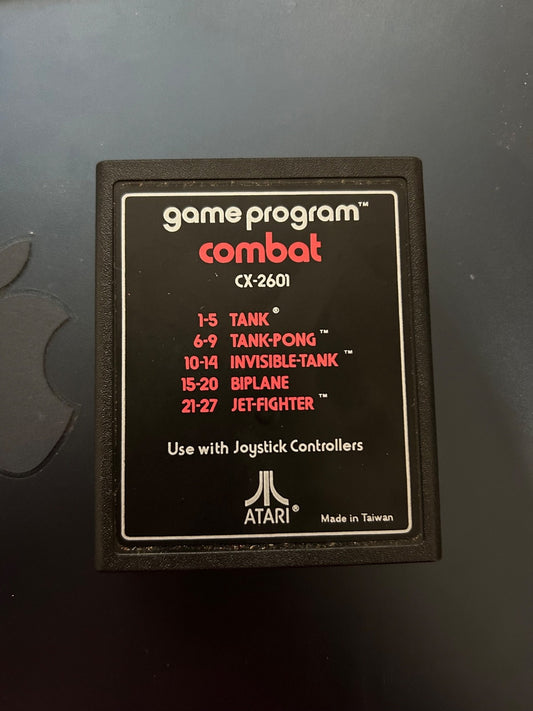 game program™
combat
CX-2601
1-5 TANK®
6-9 TANK-PONG™
10-14 INVISIBLE-TANK™
15-20 BIPLANE
21-27 JET-FIGHTER™
Use with Joystick Controllers
ATARI®
Made in Taiwan